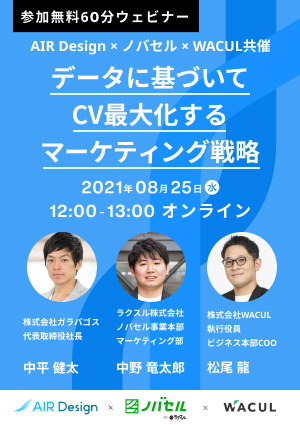 参加無料60分ウェビナー
AIR Design × ノバセル × WACUL共催
データに基づいて
CV最大化する
マーケティング戦略
2021年08月25日 水
12:00 - 13:00 オンライン
株式会社ガラパゴス
代表取締役社長
中平 健太
ラクスル株式会社
ノバセル事業本部
マーケティング部
中野 竜太郎
株式会社WACUL
執行役員
ビジネス本部COO
松尾 龍
AIR Design × ノバセル × WACUL